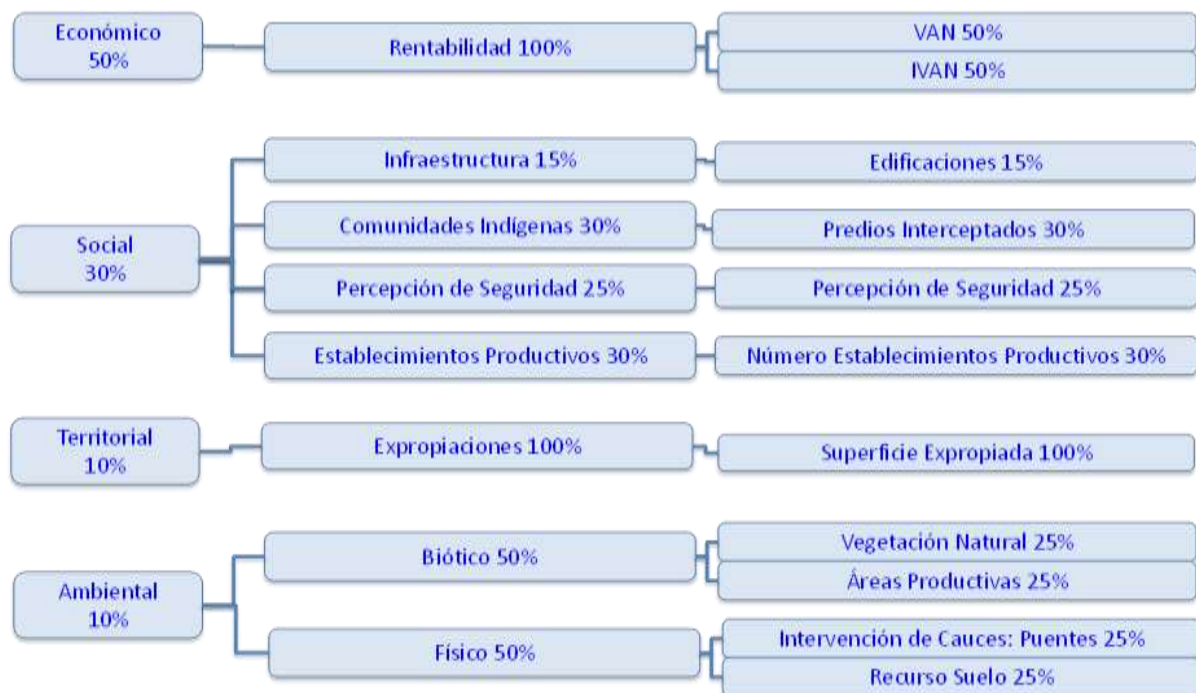 Económico
50%
Rentabilidad 100%
VAN 50%
IVAN 50%
Social
30%
Infraestructura 15%
Edificaciones 15%
Comunidades Indígenas 30%
Predios Interceptados 30%
Percepción de Seguridad 25%
Percepción de Seguridad 25%
Establecimientos Productivos 30%
Número Establecimientos Productivos 30%
Territorial
10%
Expropiaciones 100%
Superficie Expropiada 100%
Ambiental
10%
Biótico 50%
Vegetación Natural 25%
Áreas Productivas 25%
Físico 50%
Intervención de Cauces: Puentes 25%
Recurso Suelo 25%